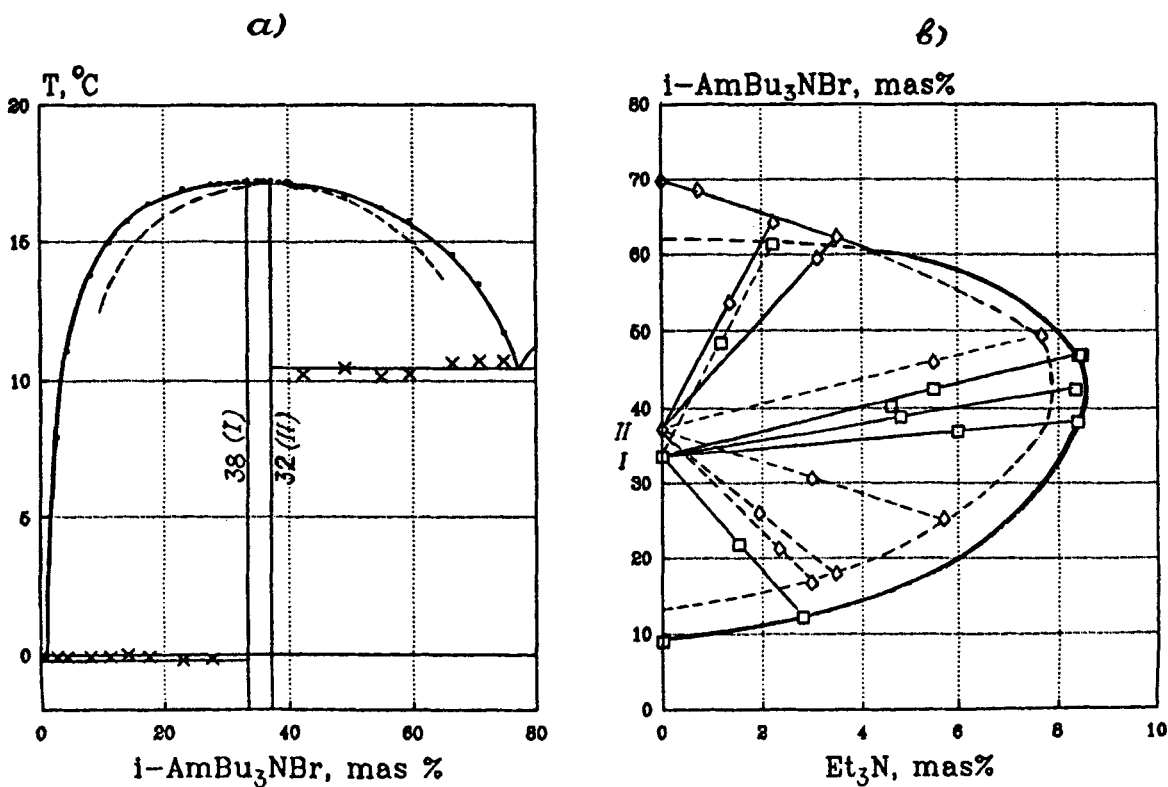 a)
T, °C
20
15
10
5
0
38 (I)
32 (II)
0 20 40 60 80
i-AmBu₃NBr, mas %
в)
i-AmBu₃NBr, mas%
80
70
60
50
40
II
I
30
20
10
0
0 2 4 6 8 10
Et₃N, mas%